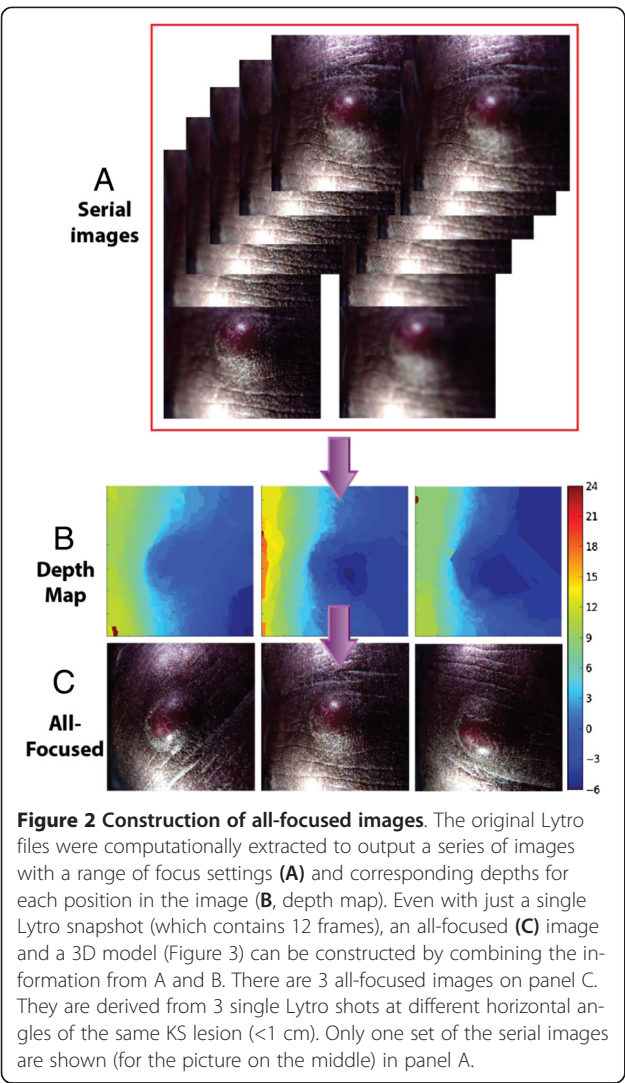 A
Serial
images
B
Depth
Map
24
21
18
15
12
9
6
3
0
−3
−6
C
All-
Focused
Figure 2 Construction of all-focused images. The original Lytro
files were computationally extracted to output a series of images
with a range of focus settings (A) and corresponding depths for
each position in the image (B, depth map). Even with just a single
Lytro snapshot (which contains 12 frames), an all-focused (C) image
and a 3D model (Figure 3) can be constructed by combining the in-
formation from A and B. There are 3 all-focused images on panel C.
They are derived from 3 single Lytro shots at different horizontal an-
gles of the same KS lesion (<1 cm). Only one set of the serial images
are shown (for the picture on the middle) in panel A.